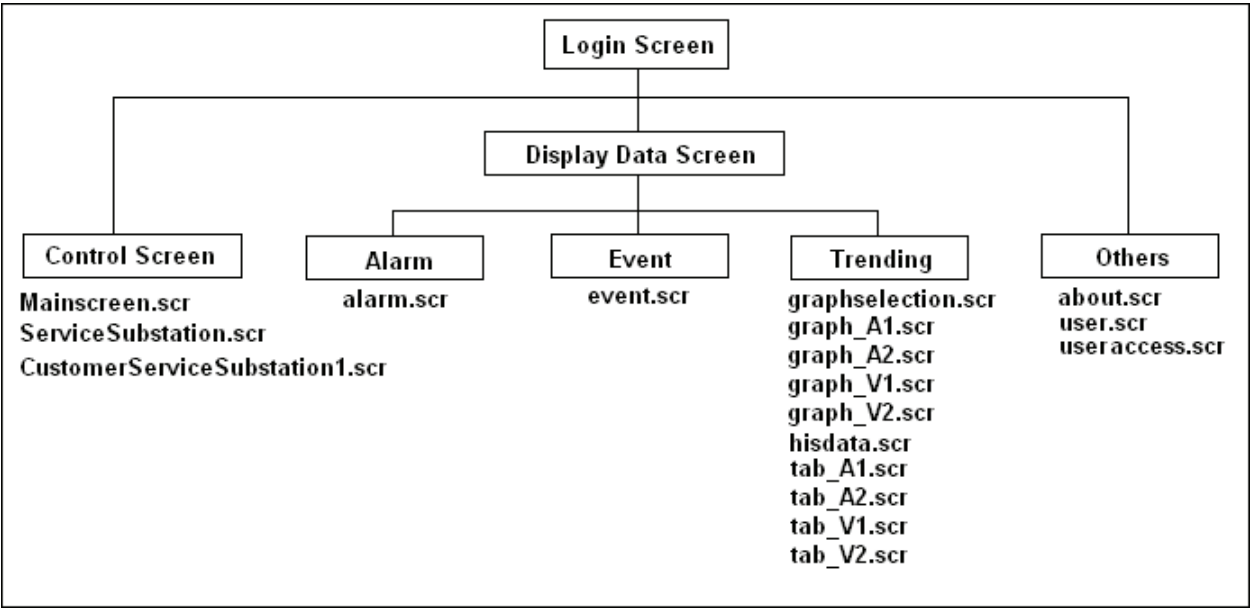 Login Screen
Display Data Screen
Control Screen
Mainscreen.scr
ServiceSubstation.scr
CustomerServiceSubstation1.scr
Alarm
alarm.scr
Event
event.scr
Trending
graphselection.scr
graph_A1.scr
graph_A2.scr
graph_V1.scr
graph_V2.scr
hisdata.scr
tab_A1.scr
tab_A2.scr
tab_V1.scr
tab_V2.scr
Others
about.scr
user.scr
useraccess.scr